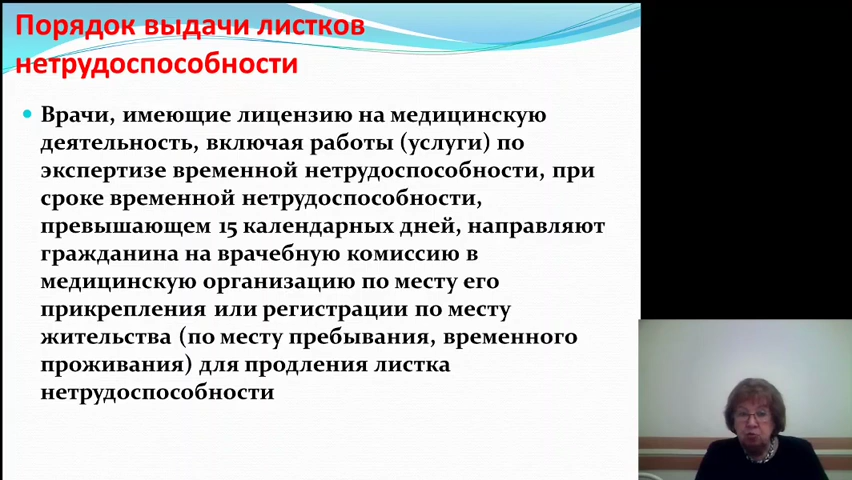 Порядок выдачи листков
нетрудоспособности
Врачи, имеющие лицензию на медицинскую
деятельность, включая работы (услуги) по
экспертизе временной нетрудоспособности, при
сроке временной нетрудоспособности,
превышающем 15 календарных дней, направляют
гражданина на врачебную комиссию в
медицинскую организацию по месту его
прикрепления или регистрации по месту
жительства (по месту пребывания, временного
проживания) для продления листка
нетрудоспособности